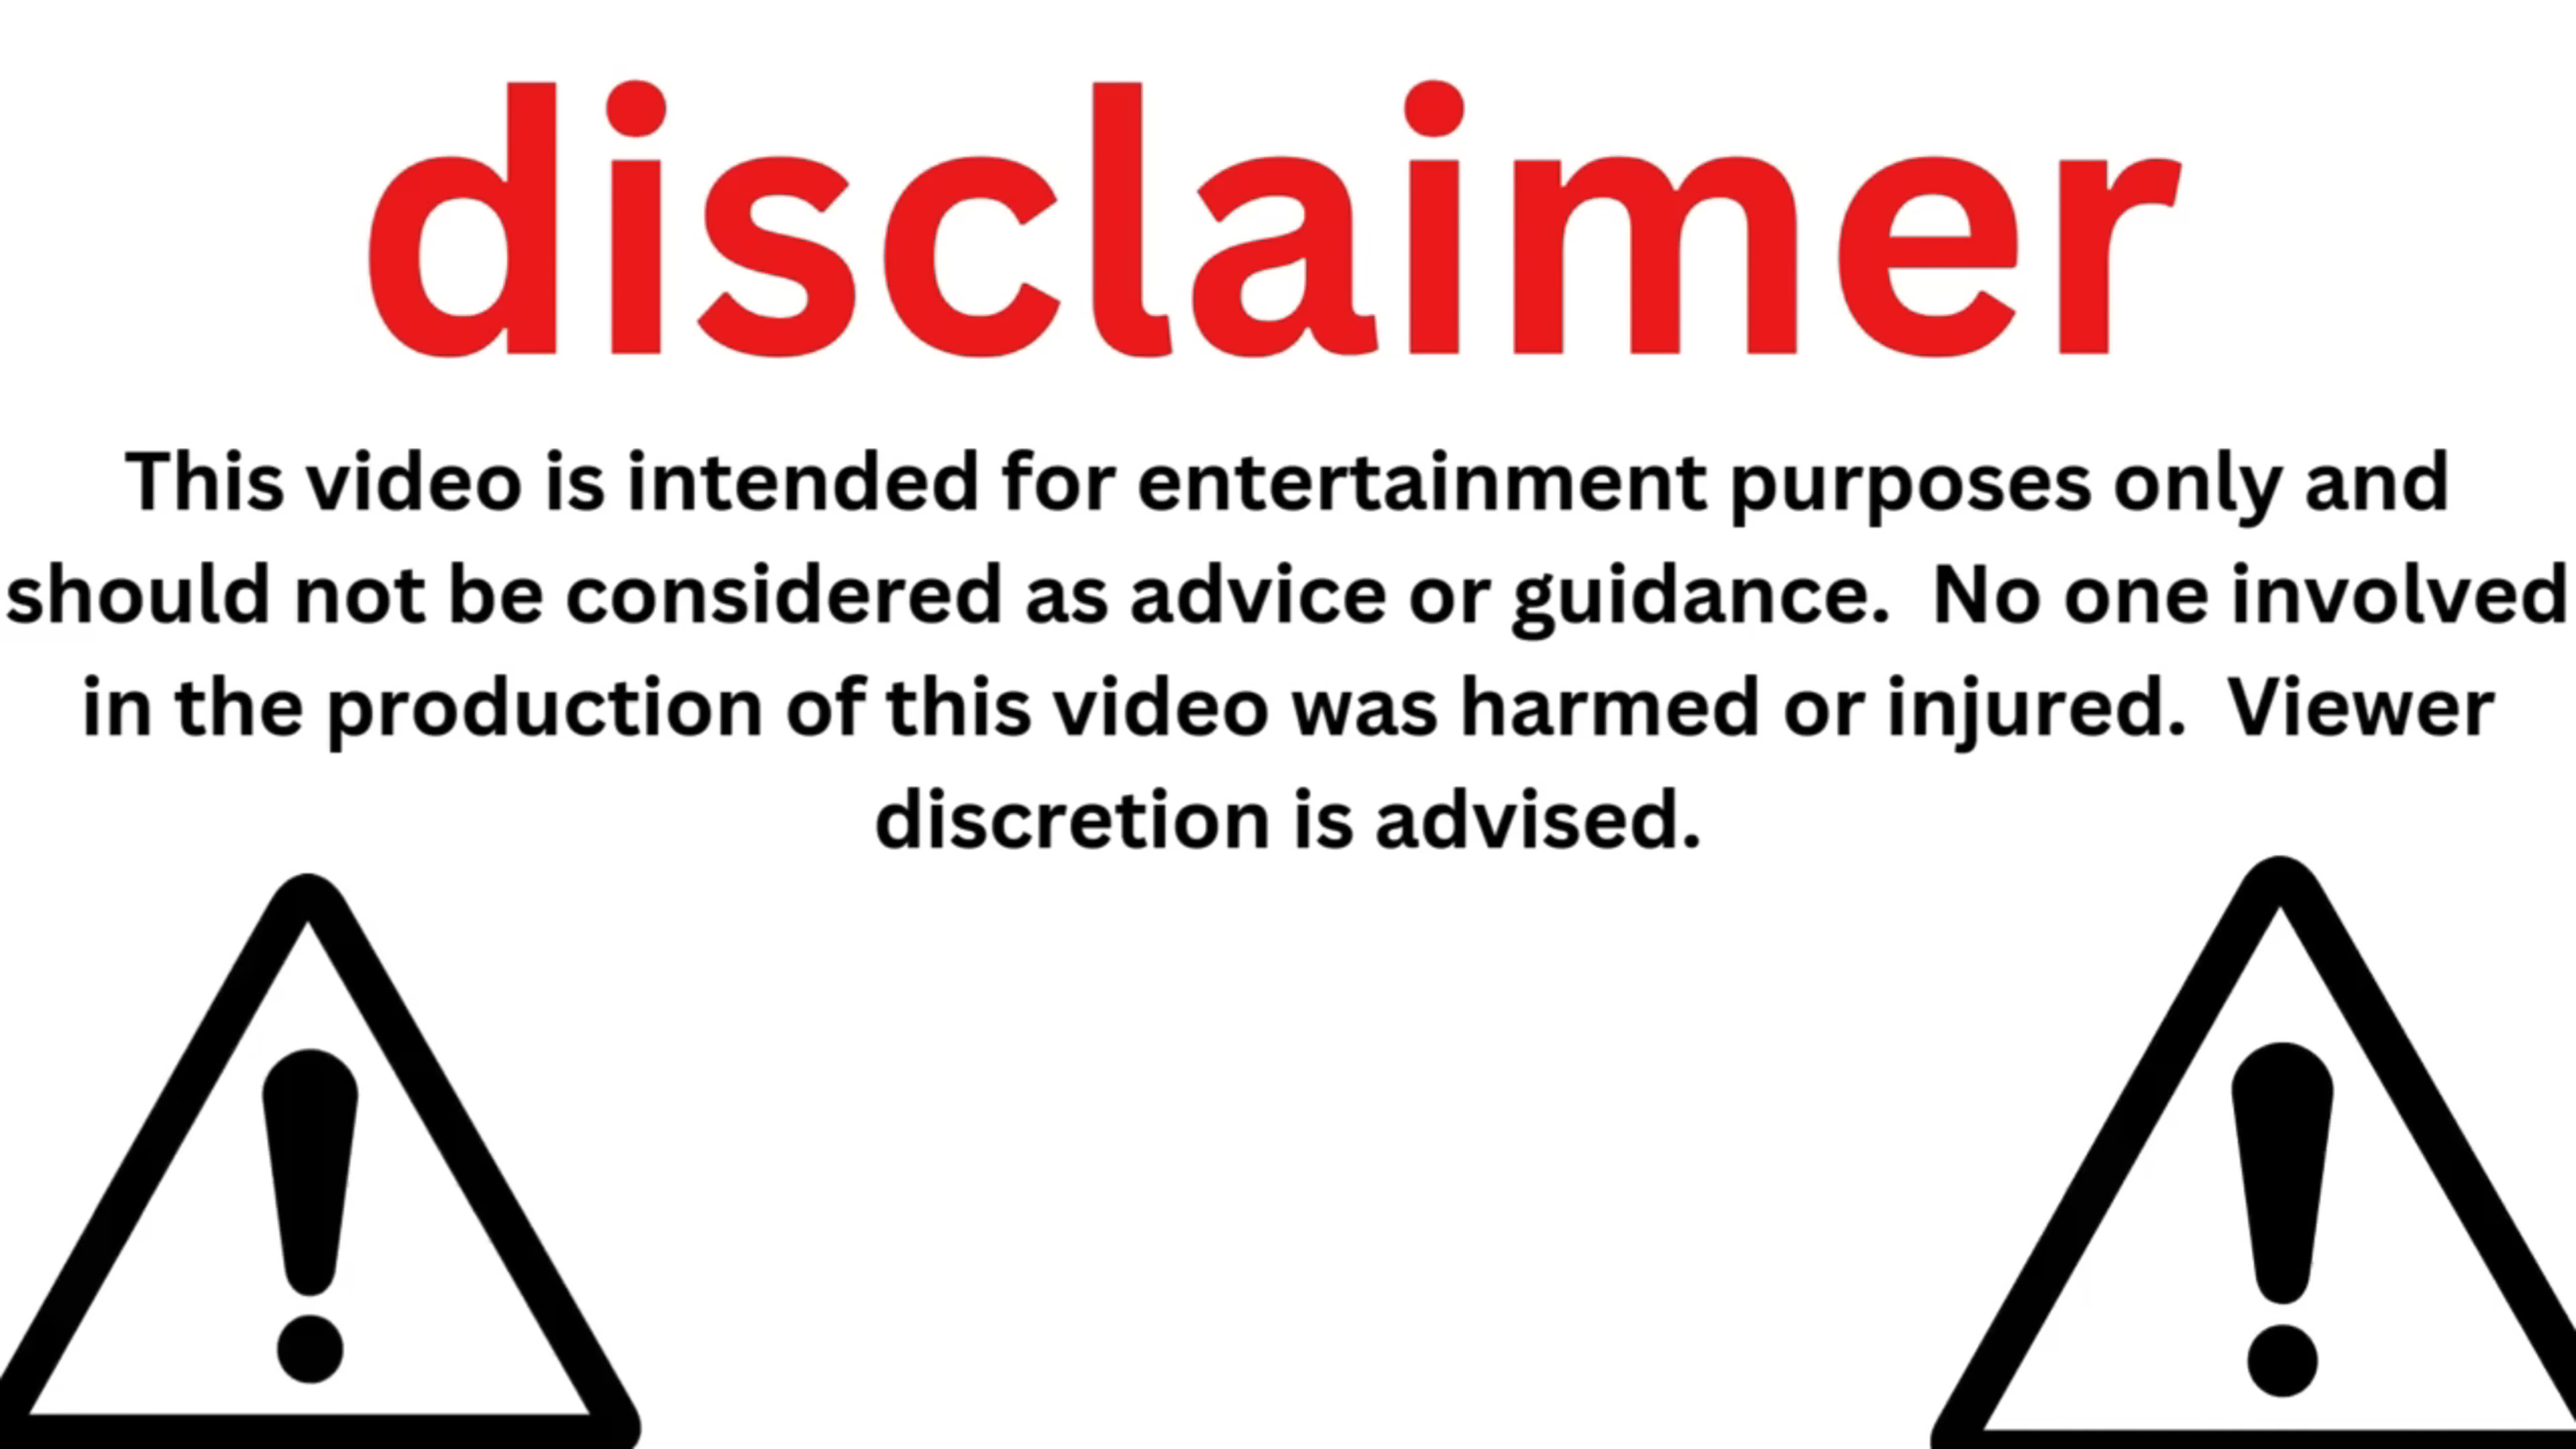 disclaimer
This video is intended for entertainment purposes only and
should not be considered as advice or guidance.  No one involved
in the production of this video was harmed or injured.  Viewer
discretion is advised.